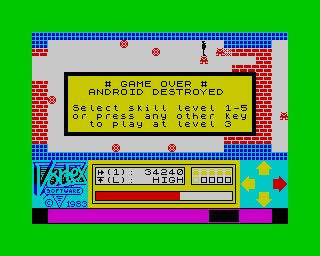 # GAME OVER #
ANDROID DESTROYED
Select skill level 1-5
or press any other key
to play at level 3
Vortex
SOFTWARE
© 1983
(1): 34240
(L): HIGH